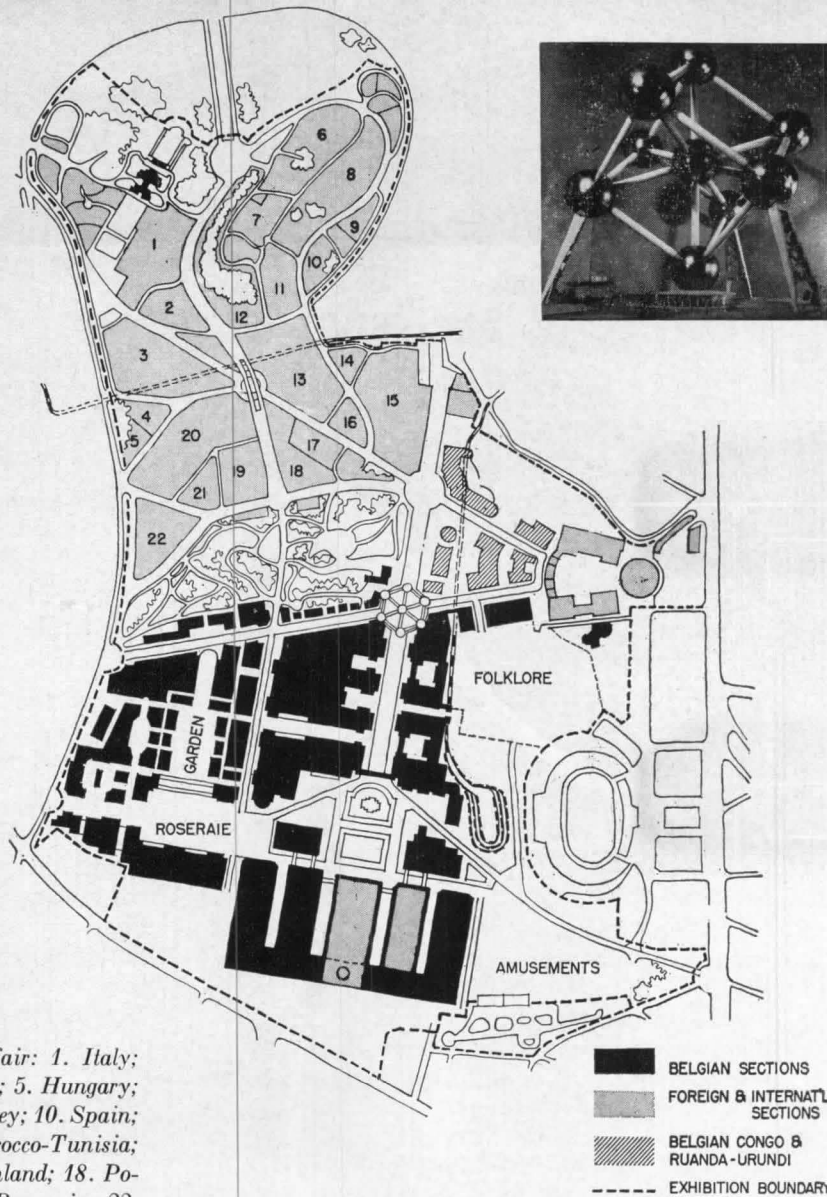 6
8
7
9
1
10
11
2
12
3
14
13
15
4
16
5
20
17
19
18
21
22
FOLKLORE
GARDEN
ROSERAIE
AMUSEMENTS
fair: 1. Italy;
; 5. Hungary;
ey; 10. Spain;
occo-Tunisia;
nland; 18. Po-
BELGIAN SECTIONS
FOREIGN & INTERNAT'L
SECTIONS
BELGIAN CONGO &
RUANDA-URUNDI
EXHIBITION BOUNDARY